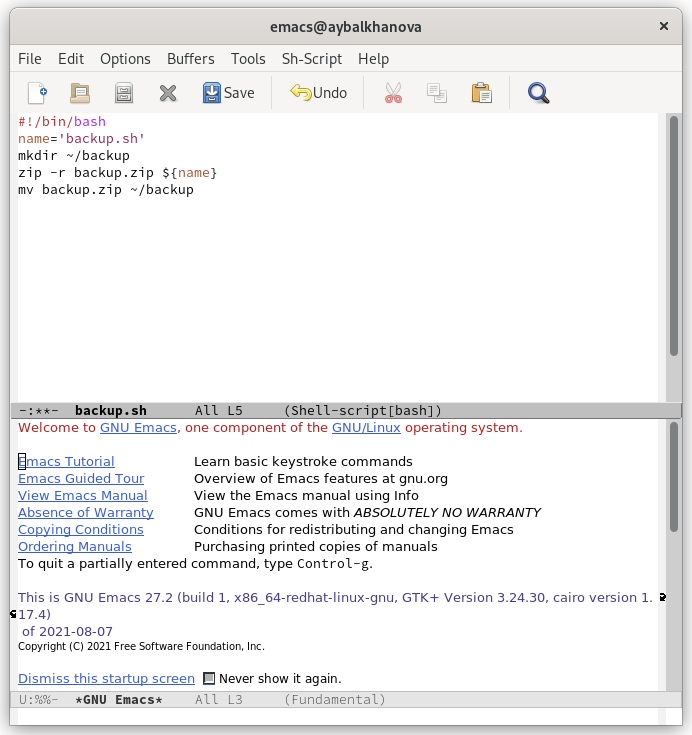 emacs@aybalkhanova
File Edit Options Buffers Tools Sh-Script Help
Save Undo
#!/bin/bash
name='backup.sh'
mkdir ~/backup
zip -r backup.zip ${name}
mv backup.zip ~/backup
-:**- backup.sh All L5 (Shell-script[bash])
Welcome to GNU Emacs, one component of the GNU/Linux operating system.
Emacs Tutorial Learn basic keystroke commands
Emacs Guided Tour Overview of Emacs features at gnu.org
View Emacs Manual View the Emacs manual using Info
Absence of Warranty GNU Emacs comes with ABSOLUTELY NO WARRANTY
Copying Conditions Conditions for redistributing and changing Emacs
Ordering Manuals Purchasing printed copies of manuals
To quit a partially entered command, type Control-g.
This is GNU Emacs 27.2 (build 1, x86_64-redhat-linux-gnu, GTK+ Version 3.24.30, cairo version 1.
17.4)
of 2021-08-07
Copyright (C) 2021 Free Software Foundation, Inc.
Dismiss this startup screen Never show it again.
U:%%- *GNU Emacs* All L3 (Fundamental)